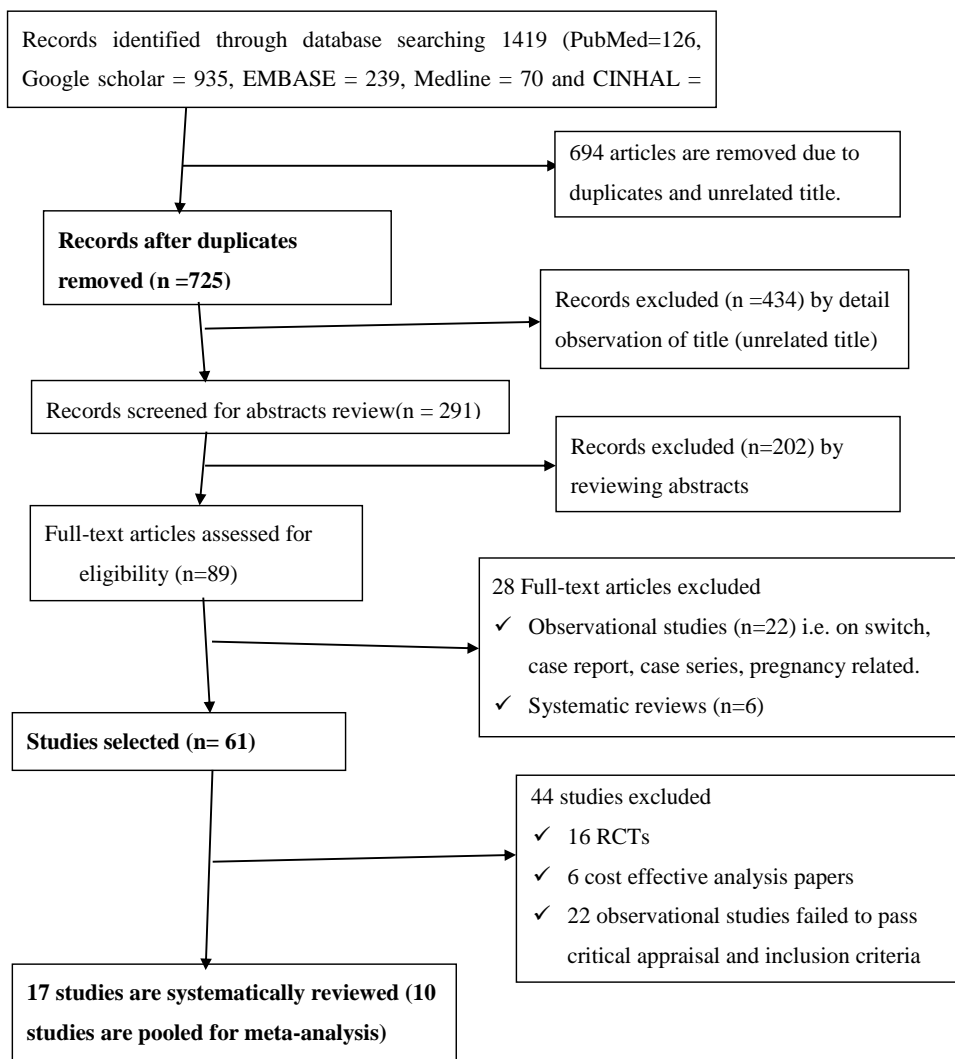 Records identified through database searching 1419 (PubMed=126,
Google scholar = 935, EMBASE = 239, Medline = 70 and CINHAL =
694 articles are removed due to
duplicates and unrelated title.
Records after duplicates
removed (n =725)
Records excluded (n =434) by detail
observation of title (unrelated title)
Records screened for abstracts review(n = 291)
Records excluded (n=202) by
reviewing abstracts
Full-text articles assessed for
eligibility (n=89)
28 Full-text articles excluded
✓ Observational studies (n=22) i.e. on switch,
case report, case series, pregnancy related.
✓ Systematic reviews (n=6)
Studies selected (n= 61)
44 studies excluded
✓ 16 RCTs
✓ 6 cost effective analysis papers
✓ 22 observational studies failed to pass
critical appraisal and inclusion criteria
17 studies are systematically reviewed (10
studies are pooled for meta-analysis)